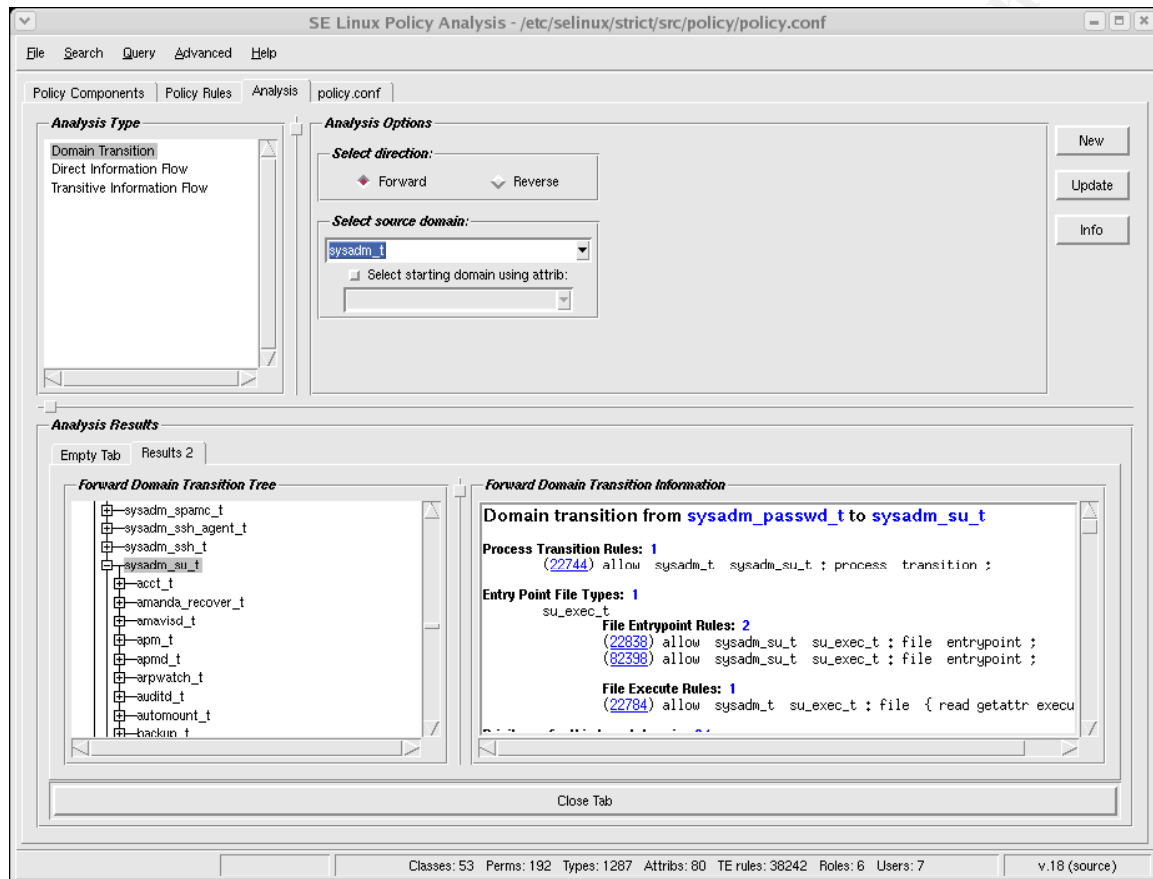 SE Linux Policy Analysis - /etc/selinux/strict/src/policy/policy.conf
File Search Query Advanced Help
Policy Components Policy Rules Analysis policy.conf
Analysis Type
Domain Transition
Direct Information Flow
Transitive Information Flow
Analysis Options
Select direction:
Forward Reverse
Select source domain:
sysadm_t
Select starting domain using attrib:
New
Update
Info
Analysis Results
Empty Tab Results 2
Forward Domain Transition Tree
sysadm_spamc_t
sysadm_ssh_agent_t
sysadm_ssh_t
sysadm_su_t
acct_t
amanda_recover_t
amavisd_t
apm_t
apmd_t
arpwatch_t
auditd_t
automount_t
backup_t
Forward Domain Transition Information
Domain transition from sysadm_passwd_t to sysadm_su_t
Process Transition Rules: 1
(22744) allow sysadm_t sysadm_su_t : process transition ;
Entry Point File Types: 1
su_exec_t
File Entrypoint Rules: 2
(22838) allow sysadm_su_t su_exec_t : file entrypoint ;
(82398) allow sysadm_su_t su_exec_t : file entrypoint ;
File Execute Rules: 1
(22784) allow sysadm_t su_exec_t : file { read getattr execu
Close Tab
Classes: 53 Perms: 192 Types: 1287 Attribs: 80 TE rules: 38242 Roles: 6 Users: 7
v.18 (source)